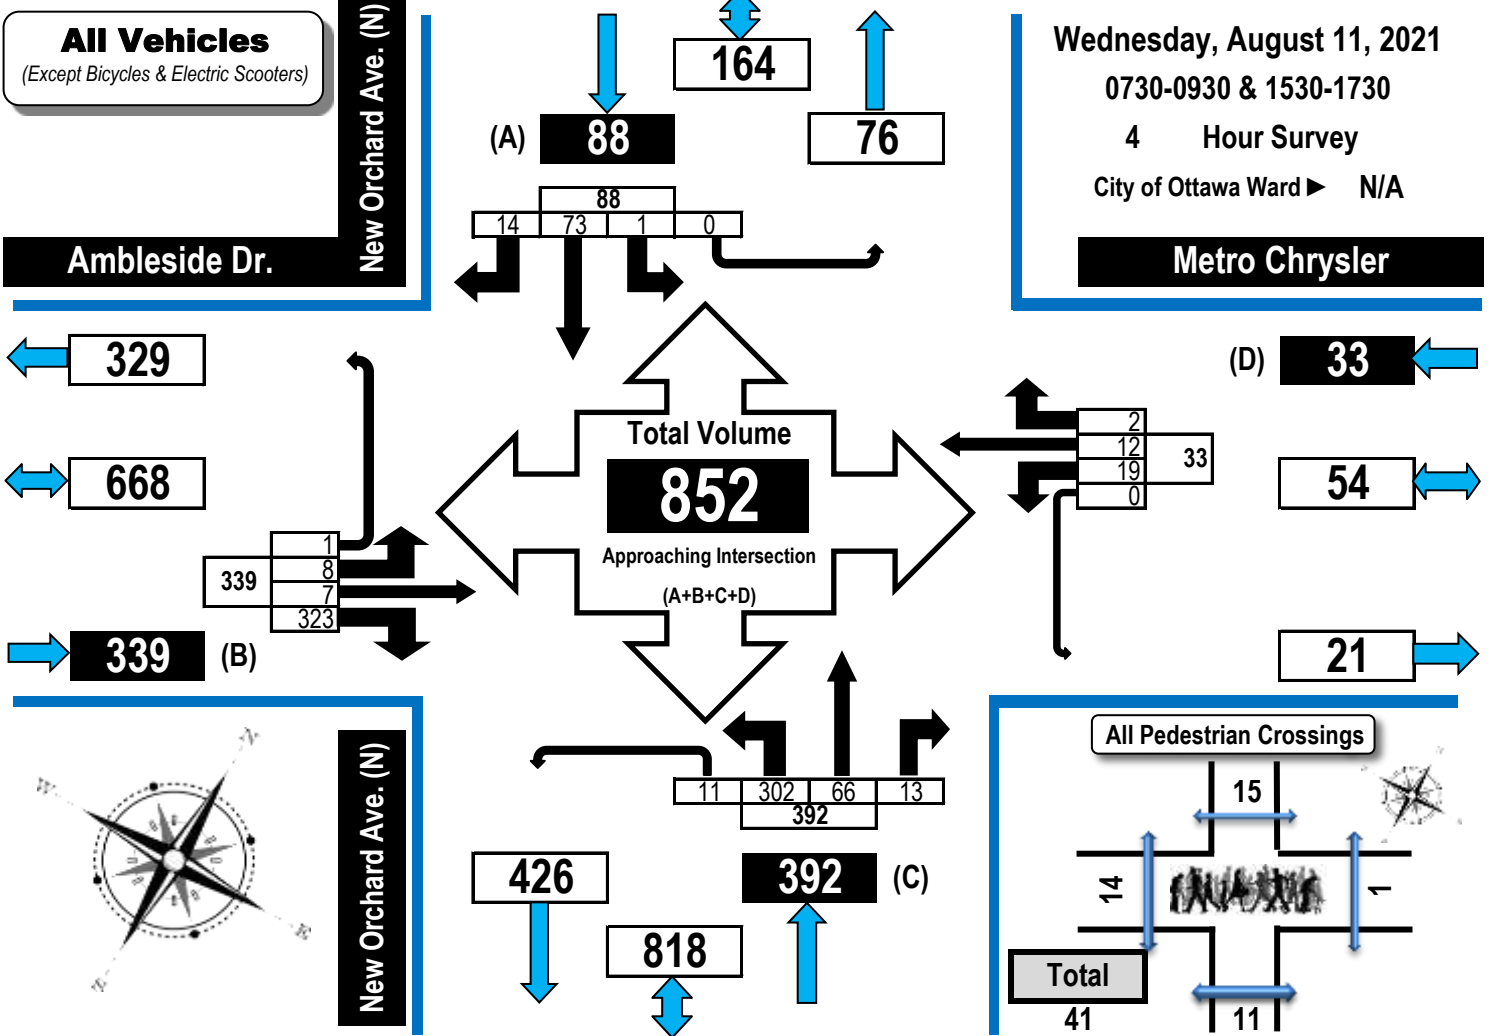 All Vehicles
(Except Bicycles & Electric Scooters)
New Orchard Ave. (N)
Ambleside Dr.
164
(A) 88
76
88
14 73 1 0
Wednesday, August 11, 2021
0730-0930 & 1530-1730
4 Hour Survey
City of Ottawa Ward ► N/A
Metro Chrysler
329
668
1
8
7
323
339
339 (B)
Total Volume
852
Approaching Intersection
(A+B+C+D)
(D) 33
2
12
19
0
33
54
21
11 302 66 13
392
426
392 (C)
818
N
W
E
S
New Orchard Ave. (N)
All Pedestrian Crossings
15
14
1
Total
41
11